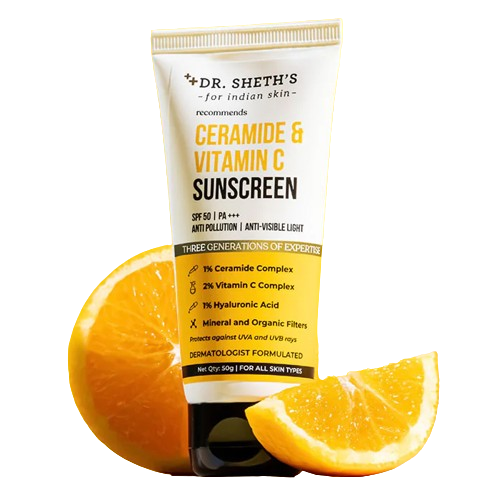 DR. SHETH'S
-for indian skin-
recommends
CERAMIDE &
VITAMIN C
SUNSCREEN
SPF 50 | PA +++
ANTI POLLUTION | ANTI-VISIBLE LIGHT
THREE GENERATIONS OF EXPERTISE
1% Ceramide Complex
2% Vitamin C Complex
1% Hyaluronic Acid
Mineral and Organic Filters
Protects against UVA and UVB rays
DERMATOLOGIST FORMULATED
Net Qty: 50g | FOR ALL SKIN TYPES